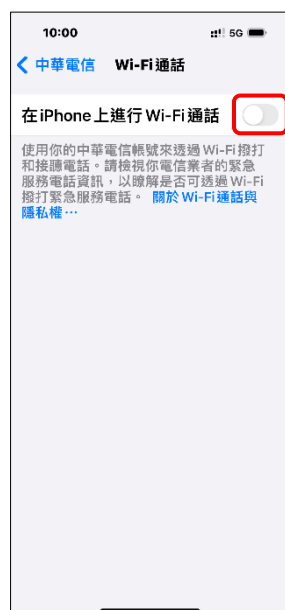 10:00 5G
中華電信 Wi-Fi通話
在iPhone上進行Wi-Fi通話
使用你的中華電信帳號來透過Wi-Fi撥打
和接聽電話。請檢視你電信業者的緊急
服務電話資訊，以瞭解是否可透過Wi-Fi
撥打緊急服務電話。 關於Wi-Fi通話與
隱私權⋯